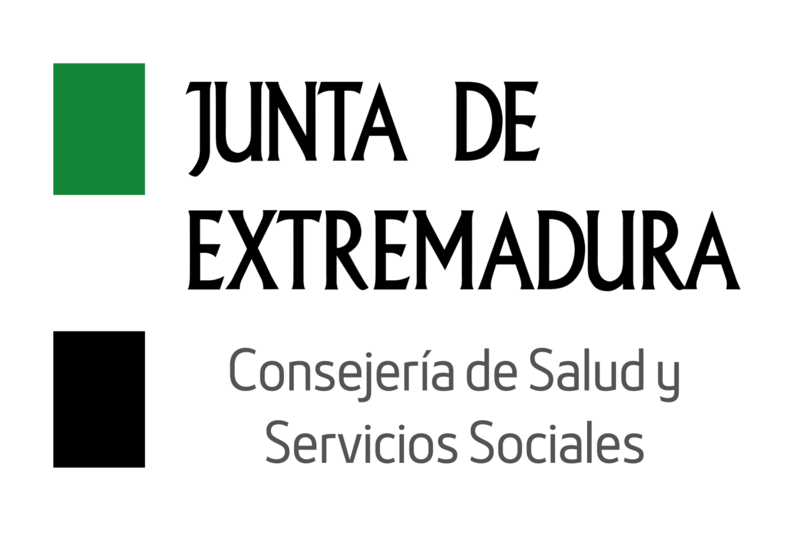 JUNTA DE
EXTREMADURA
Consejería de Salud y
Servicios Sociales